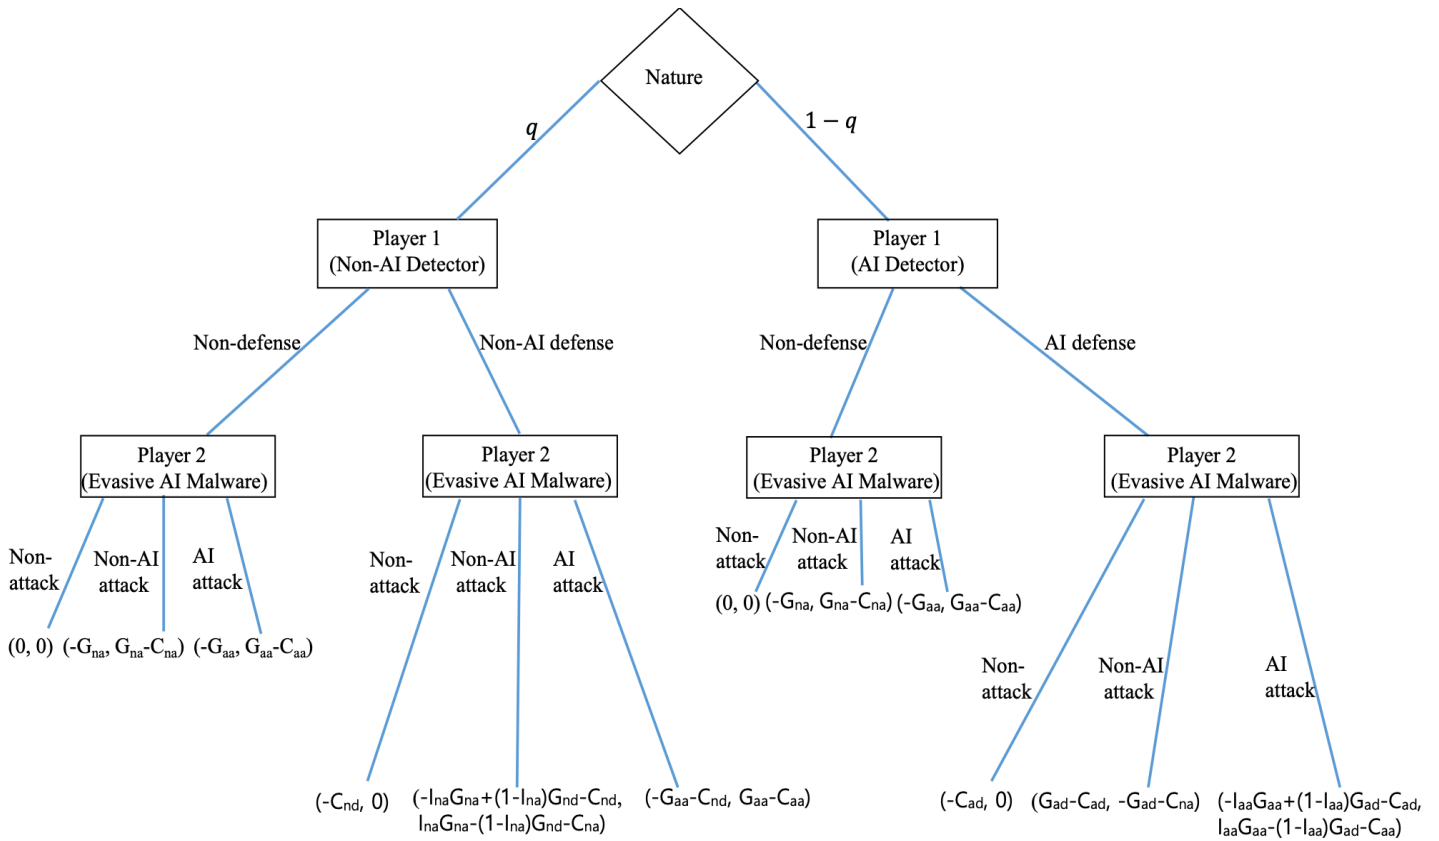 Nature
q
1 − q
Player 1
(Non-AI Detector)
Player 1
(AI Detector)
Non-defense
Non-AI defense
Non-defense
AI defense
Player 2
(Evasive AI Malware)
Player 2
(Evasive AI Malware)
Player 2
(Evasive AI Malware)
Player 2
(Evasive AI Malware)
Non-
attack
Non-AI
attack
AI
attack
Non-
attack
Non-AI
attack
AI
attack
Non-
attack
Non-AI
attack
AI
attack
(0, 0)
(-Gna, Gna-Cna)
(-Gaa, Gaa-Caa)
(0, 0)
(-Gna, Gna-Cna)
(-Gaa, Gaa-Caa)
Non-
attack
Non-AI
attack
AI
attack
(-Cnd, 0)
(-InaGna+(1-Ina)Gnd-Cnd,
InaGna-(1-Ina)Gnd-Cna)
(-Gaa-Cnd, Gaa-Caa)
(-Cad, 0)
(Gad-Cad, -Gad-Cna)
(-IaaGaa+(1-Iaa)Gad-Cad,
IaaGaa-(1-Iaa)Gad-Caa)